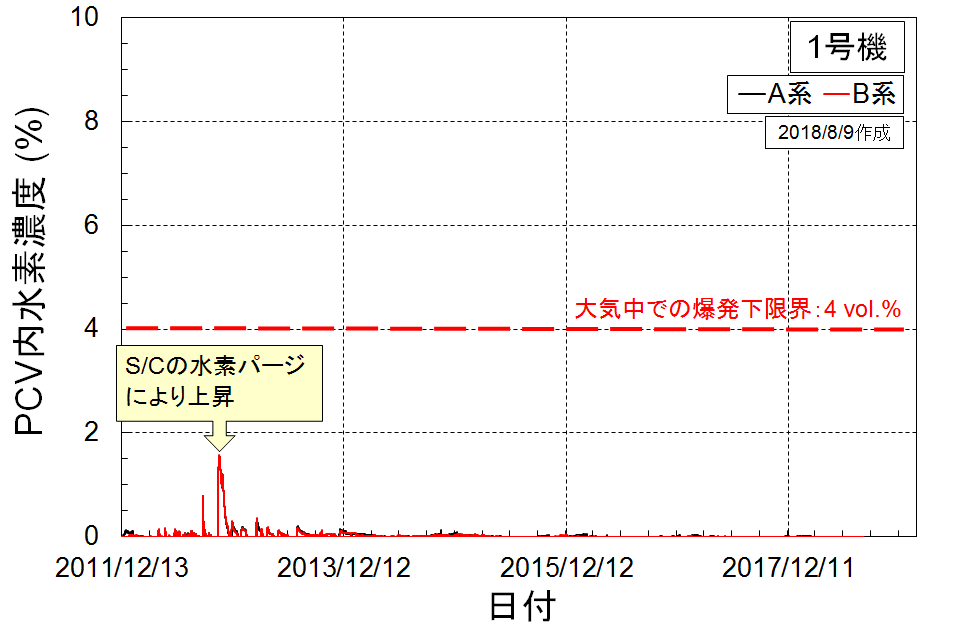 10
8
6
4
2
0
PCV内水素濃度 (%)
1号機
A系 B系
2018/8/9作成
大気中での爆発下限界:4 vol.%
S/Cの水素パージ
により上昇
2011/12/13 2013/12/12 2015/12/12 2017/12/11
日付